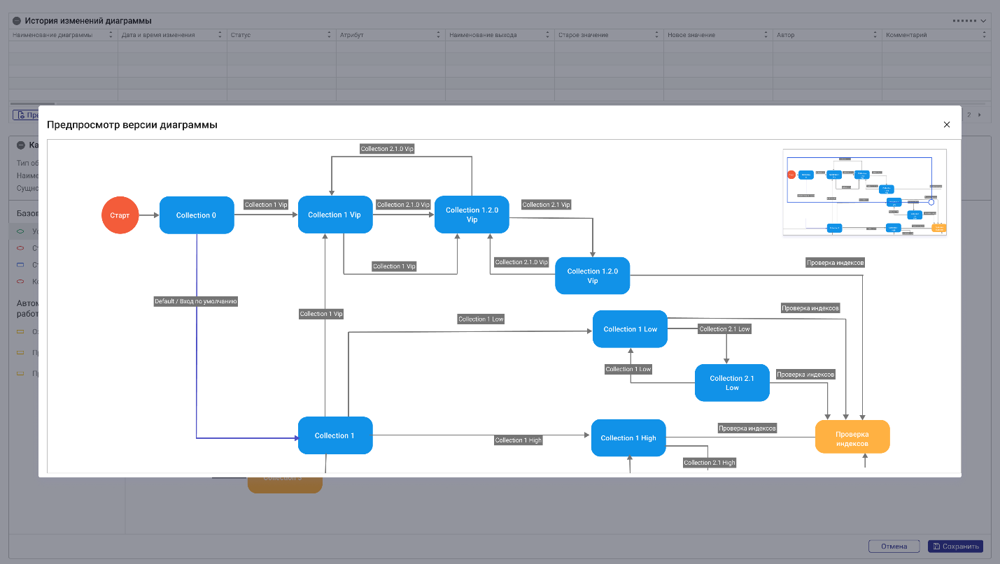 История изменений диаграммы
Наименование диаграммы
Дата и время изменения
Статус
Атрибут
Наименование выхода
Старое значение
Новое значение
Автор
Комментарий
2
Предпросмотр версии диаграммы
Collection 2.1.0 Vip
Старт
Collection 0
Collection 1 Vip
Collection 1 Vip
Collection 2.1.0 Vip
Collection 1.2.0
Vip
Collection 2.1 Vip
Collection 1 Vip
Collection 2.1.0 Vip
Collection 1.2.0
Vip
Проверка индексов
Default / Вход по умолчанию
Collection 1 Vip
Collection 1 Low
Collection 1 Low
Проверка индексов
Collection 2.1 Low
Collection 1 Low
Collection 2.1
Low
Проверка индексов
Collection 1
Collection 1 High
Collection 1 High
Проверка индексов
Collection 2.1 High
Проверка
индексов
Отмена
Сохранить